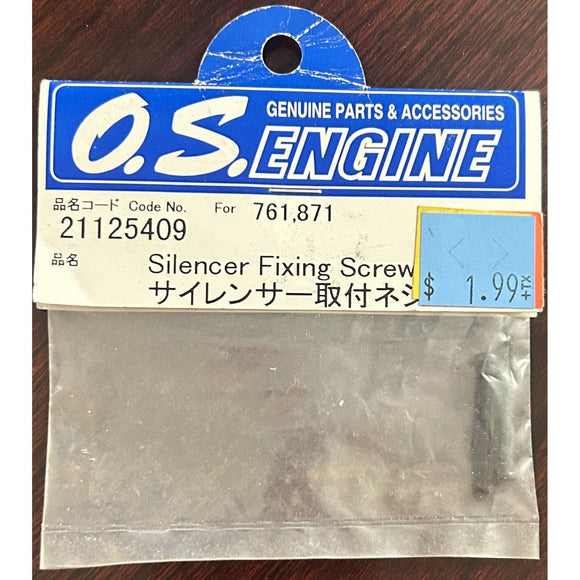 GENUINE PARTS & ACCESSORIES
O.S.ENGINE
品名コード Code No. For 761,871
21125409
品名 Silencer Fixing Screw
サイレンサー取付ネジ
$ 1.99 +TX